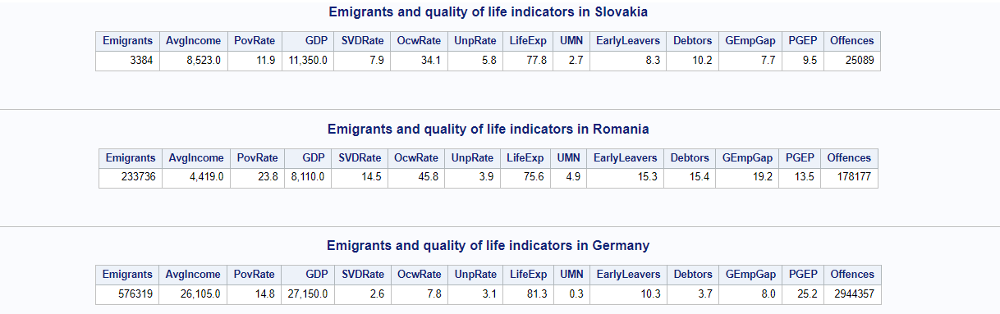 Emigrants and quality of life indicators in Slovakia
Emigrants AvgIncome PovRate GDP SVDRate OcwRate UnpRate LifeExp UMN EarlyLeavers Debtors GEmpGap PGEP Offences
3384 8,523.0 11.9 11,350.0 7.9 34.1 5.8 77.8 2.7 8.3 10.2 7.7 9.5 25089
Emigrants and quality of life indicators in Romania
Emigrants AvgIncome PovRate GDP SVDRate OcwRate UnpRate LifeExp UMN EarlyLeavers Debtors GEmpGap PGEP Offences
233736 4,419.0 23.8 8,110.0 14.5 45.8 3.9 75.6 4.9 15.3 15.4 19.2 13.5 178177
Emigrants and quality of life indicators in Germany
Emigrants AvgIncome PovRate GDP SVDRate OcwRate UnpRate LifeExp UMN EarlyLeavers Debtors GEmpGap PGEP Offences
576319 26,105.0 14.8 27,150.0 2.6 7.8 3.1 81.3 0.3 10.3 3.7 8.0 25.2 2944357